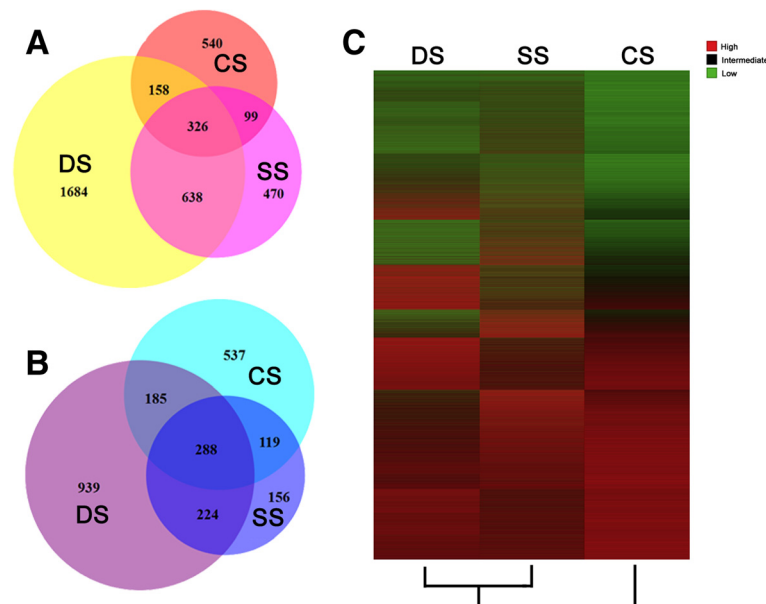 A
540
CS
158
99
326
DS
1684
SS
470
638
B
537
CS
185
288
119
939
DS
224
156
SS
C
DS SS CS
High
Intermediate
Low